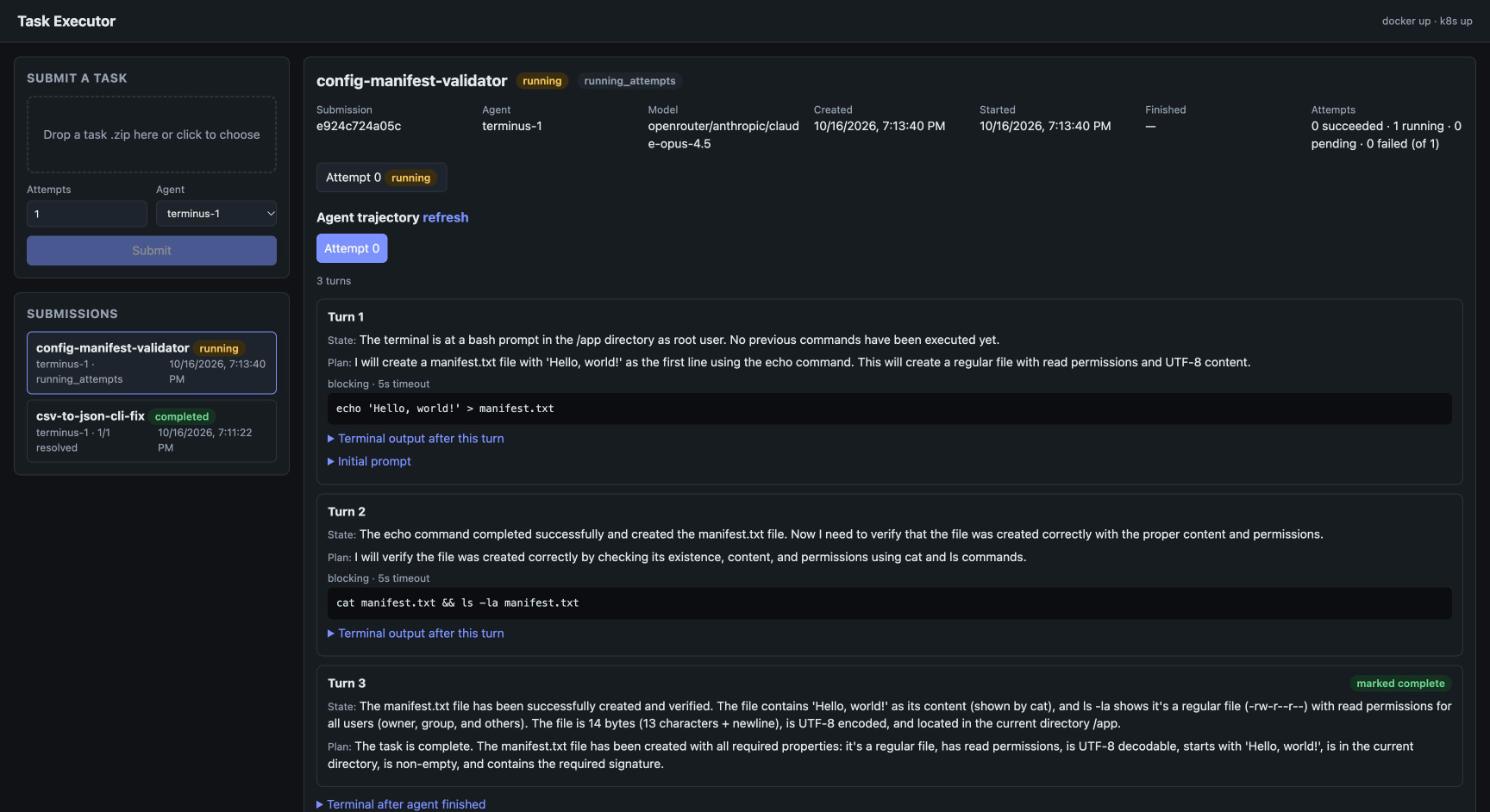 Task Executor
docker up · k8s up
SUBMIT A TASK
Drop a task .zip here or click to choose
Attempts
Agent
1
terminus-1
Submit
SUBMISSIONS
config-manifest-validator running
terminus-1 ·
running_attempts
10/16/2026, 7:13:40
PM
csv-to-json-cli-fix completed
terminus-1 · 1/1
resolved
10/16/2026, 7:11:22
PM
config-manifest-validator running running_attempts
Submission
e924c724a05c
Agent
terminus-1
Model
openrouter/anthropic/claud
e-opus-4.5
Created
10/16/2026, 7:13:40 PM
Started
10/16/2026, 7:13:40 PM
Finished
—
Attempts
0 succeeded · 1 running · 0
pending · 0 failed (of 1)
Attempt 0 running
Agent trajectory refresh
Attempt 0
3 turns
Turn 1
State: The terminal is at a bash prompt in the /app directory as root user. No previous commands have been executed yet.
Plan: I will create a manifest.txt file with 'Hello, world!' as the first line using the echo command. This will create a regular file with read permissions and UTF-8 content.
blocking · 5s timeout
echo 'Hello, world!' > manifest.txt
▶ Terminal output after this turn
▶ Initial prompt
Turn 2
State: The echo command completed successfully and created the manifest.txt file. Now I need to verify that the file was created correctly with the proper content and permissions.
Plan: I will verify the file was created correctly by checking its existence, content, and permissions using cat and ls commands.
blocking · 5s timeout
cat manifest.txt && ls -la manifest.txt
▶ Terminal output after this turn
Turn 3
marked complete
State: The manifest.txt file has been successfully created and verified. The file contains 'Hello, world!' as its content (shown by cat), and ls -la shows it's a regular file (-rw-r--r--) with read permissions for
all users (owner, group, and others). The file is 14 bytes (13 characters + newline), is UTF-8 encoded, and located in the current directory /app.
Plan: The task is complete. The manifest.txt file has been created with all required properties: it's a regular file, has read permissions, is UTF-8 decodable, starts with 'Hello, world!', is in the current
directory, is non-empty, and contains the required signature.
▶ Terminal after agent finished